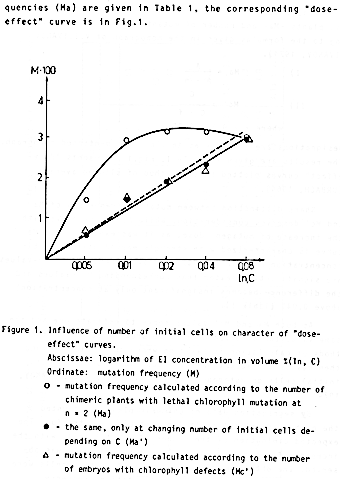 quencies (Ma) are given in Table 1, the corresponding "dose-
effect" curve is in Fig.1.
M·100
4
3
2
1
0,005 0,01 0,02 0,04 0,08
ln,C
Figure 1. Influence of number of initial cells on character of "dose-
effect" curves.
Abscissae: logarithm of EI concentration in volume %(ln, C)
Ordinate: mutation frequency (M)
o - mutation frequency calculated according to the number of
chimeric plants with lethal chlorophyll mutation at
n = 2 (Ma)
● - the same, only at changing number of initial cells de-
pending on C (Ma')
△ - mutation frequency calculated according to the number
of embryos with chlorophyll defects (Mc')